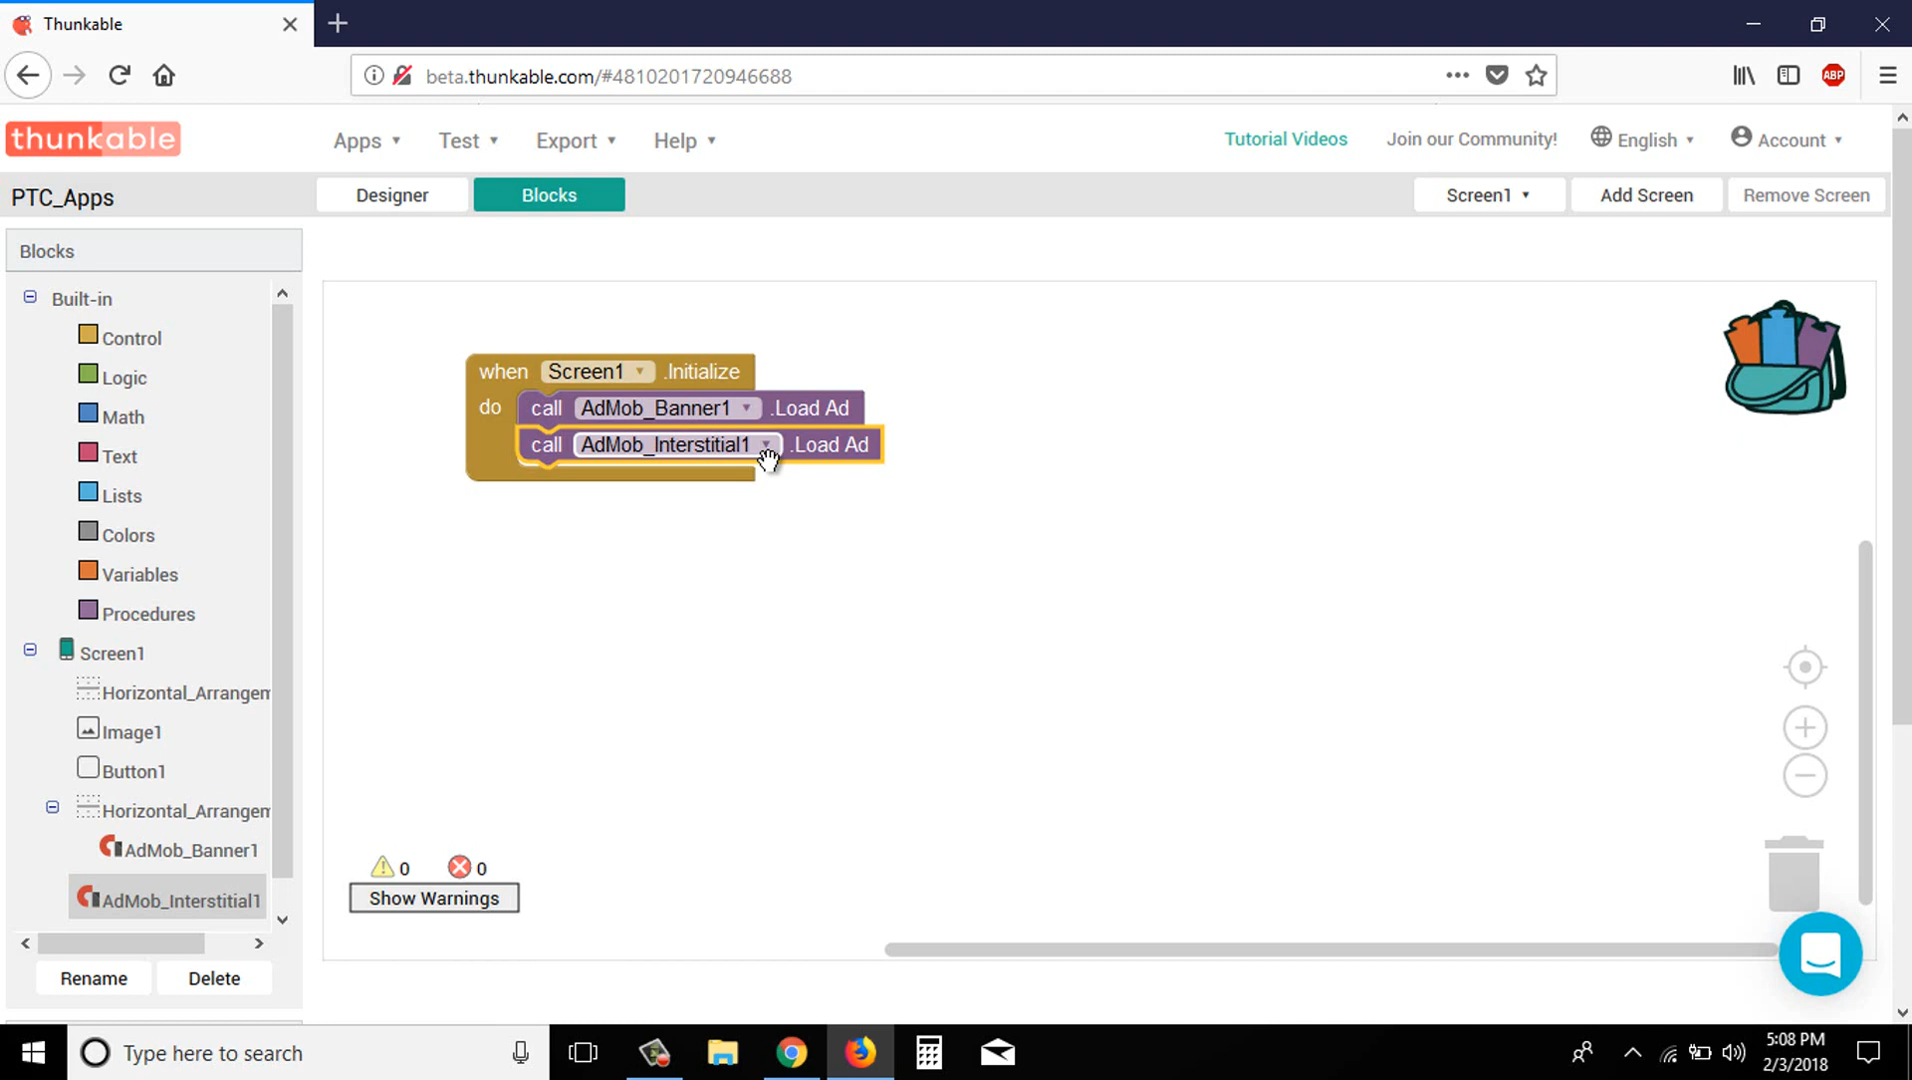 Thunkable
beta.thunkable.com/#4810201720946688
ABP
thunkable
Apps Test Export Help
Tutorial Videos Join our Community! English Account
PTC_Apps
Designer Blocks
Screen1 Add Screen Remove Screen
Blocks
Built-in
Control
Logic
Math
Text
Lists
Colors
Variables
Procedures
Screen1
Horizontal_Arrangem
Image1
Button1
Horizontal_Arrangem
AdMob_Banner1
AdMob_Interstitial1
Rename Delete
when Screen1 .Initialize
do call AdMob_Banner1 .Load Ad
call AdMob_Interstitial1 .Load Ad
0 0
Show Warnings
Type here to search
5:08 PM
2/3/2018